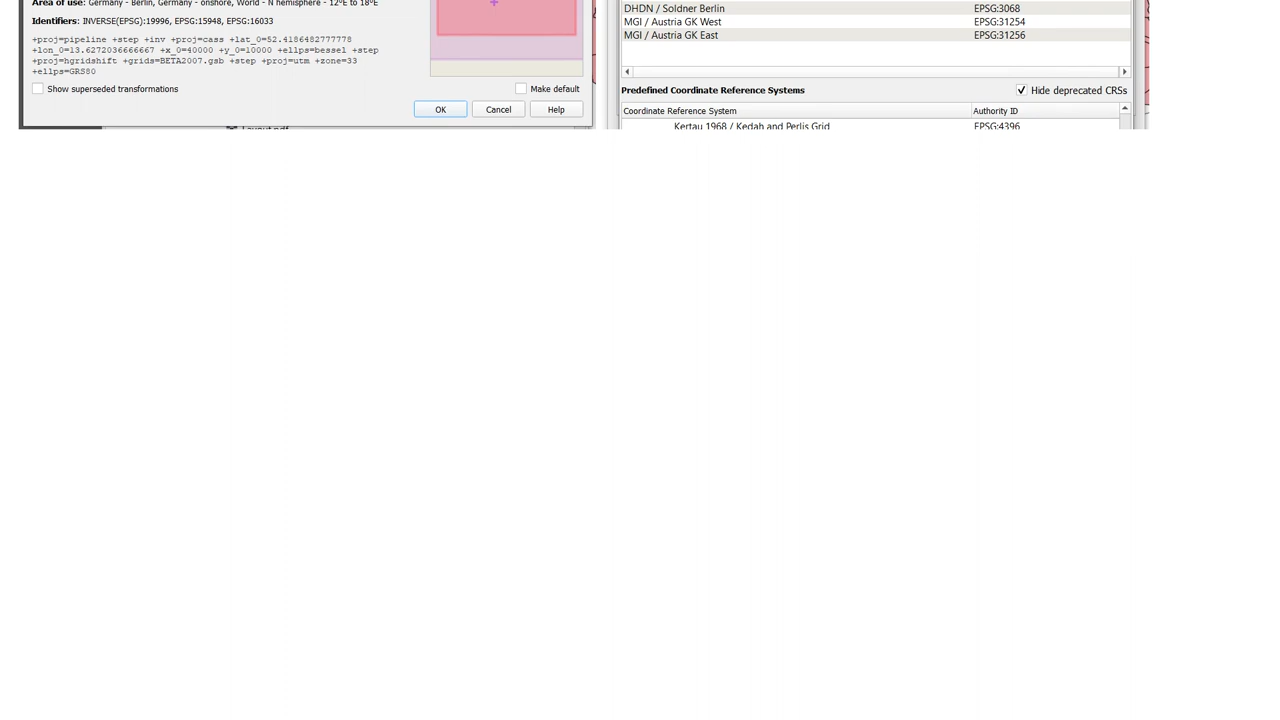 Area of use: Germany - Berlin, Germany - onshore, World - N hemisphere - 12°E to 18°E
Identifiers: INVERSE(EPSG):19996, EPSG:15948, EPSG:16033
+proj=pipeline +step +inv +proj=cass +lat_0=52.4186482777778
+lon_0=13.6272036666667 +x_0=40000 +y_0=10000 +ellps=bessel +step
+proj=hgridshift +grids=BETA2007.gsb +step +proj=utm +zone=33
+ellps=GRS80
Show superseded transformations
Make default
OK Cancel Help
Layout.pdf
DHDN / Soldner Berlin EPSG:3068
MGI / Austria GK West EPSG:31254
MGI / Austria GK East EPSG:31256
Predefined Coordinate Reference Systems
Hide deprecated CRSs
Coordinate Reference System Authority ID
Kertau 1968 / Kedah and Perlis Grid EPSG:4396